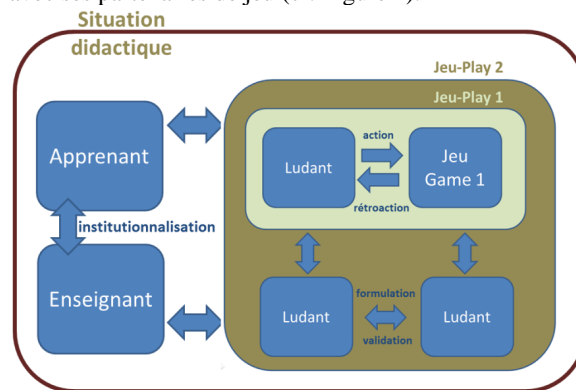 Situation
didactique
Jeu-Play 2
Jeu-Play 1
Apprenant
Ludant
action
rétroaction
Jeu
Game 1
institutionnalisation
Enseignant
Ludant
formulation
validation
Ludant